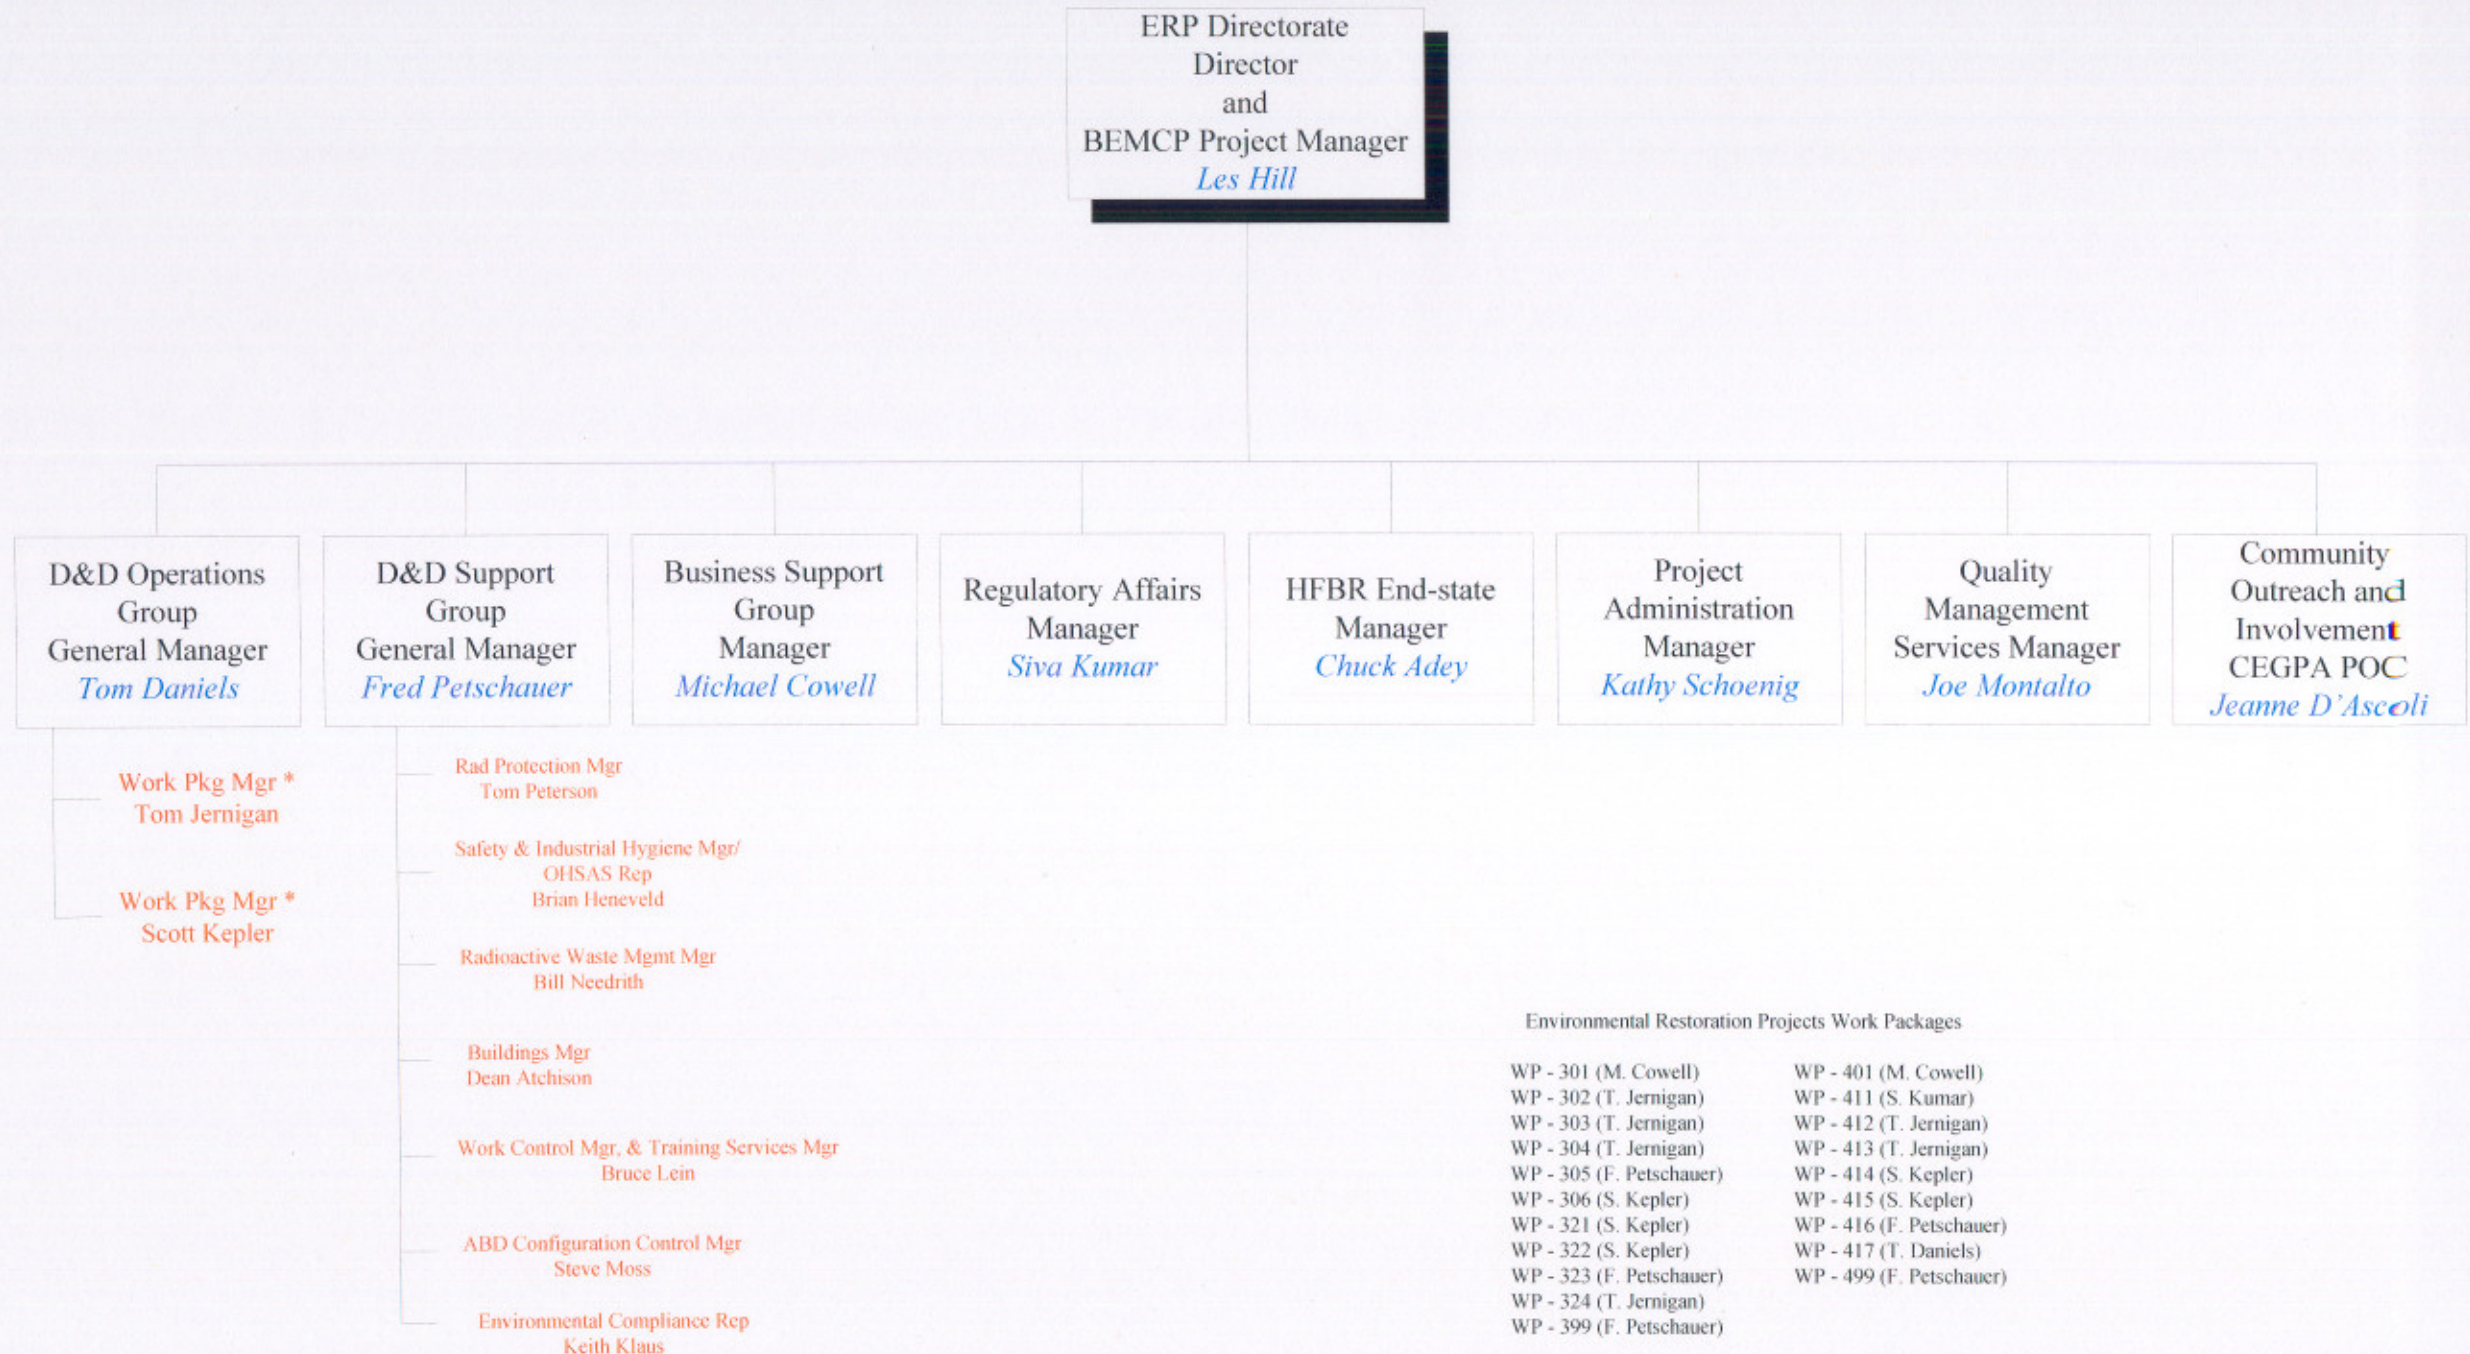 ERP Directorate
Director
and
BEMCP Project Manager
Les Hill
D&D Operations
Group
General Manager
Tom Daniels
D&D Support
Group
General Manager
Fred Petschauer
Business Support
Group
Manager
Michael Cowell
Regulatory Affairs
Manager
Siva Kumar
HFBR End-state
Manager
Chuck Adey
Project
Administration
Manager
Kathy Schoenig
Quality
Management
Services Manager
Joe Montalto
Community
Outreach and
Involvement
CEGPA POC
Jeanne D’Ascoli
Work Pkg Mgr *
Tom Jernigan
Work Pkg Mgr *
Scott Kepler
Rad Protection Mgr
Tom Peterson
Safety & Industrial Hygiene Mgr/
OHSAS Rep
Brian Heneveld
Radioactive Waste Mgmt Mgr
Bill Needrith
Buildings Mgr
Dean Atchison
Work Control Mgr, & Training Services Mgr
Bruce Lein
ABD Configuration Control Mgr
Steve Moss
Environmental Compliance Rep
Keith Klaus
Environmental Restoration Projects Work Packages
WP - 301 (M. Cowell)
WP - 302 (T. Jernigan)
WP - 303 (T. Jernigan)
WP - 304 (T. Jernigan)
WP - 305 (F. Petschauer)
WP - 306 (S. Kepler)
WP - 321 (S. Kepler)
WP - 322 (S. Kepler)
WP - 323 (F. Petschauer)
WP - 324 (T. Jernigan)
WP - 399 (F. Petschauer)
WP - 401 (M. Cowell)
WP - 411 (S. Kumar)
WP - 412 (T. Jernigan)
WP - 413 (T. Jernigan)
WP - 414 (S. Kepler)
WP - 415 (S. Kepler)
WP - 416 (F. Petschauer)
WP - 417 (T. Daniels)
WP - 499 (F. Petschauer)